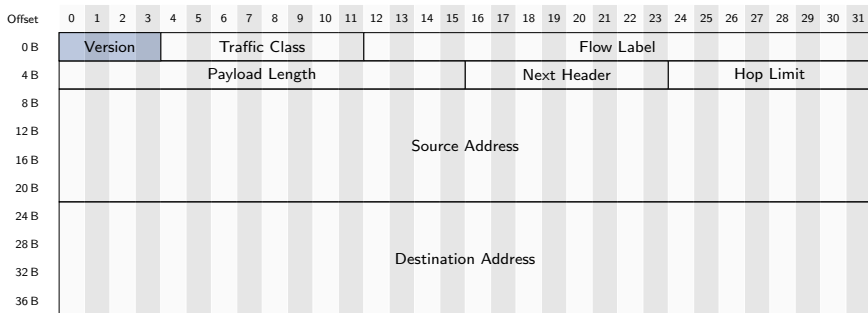 Offset 0 1 2 3 4 5 6 7 8 9 10 11 12 13 14 15 16 17 18 19 20 21 22 23 24 25 26 27 28 29 30 31
0 B Version Traffic Class Flow Label
4 B Payload Length Next Header Hop Limit
8 B
12 B
Source Address
16 B
20 B
24 B
28 B
Destination Address
32 B
36 B